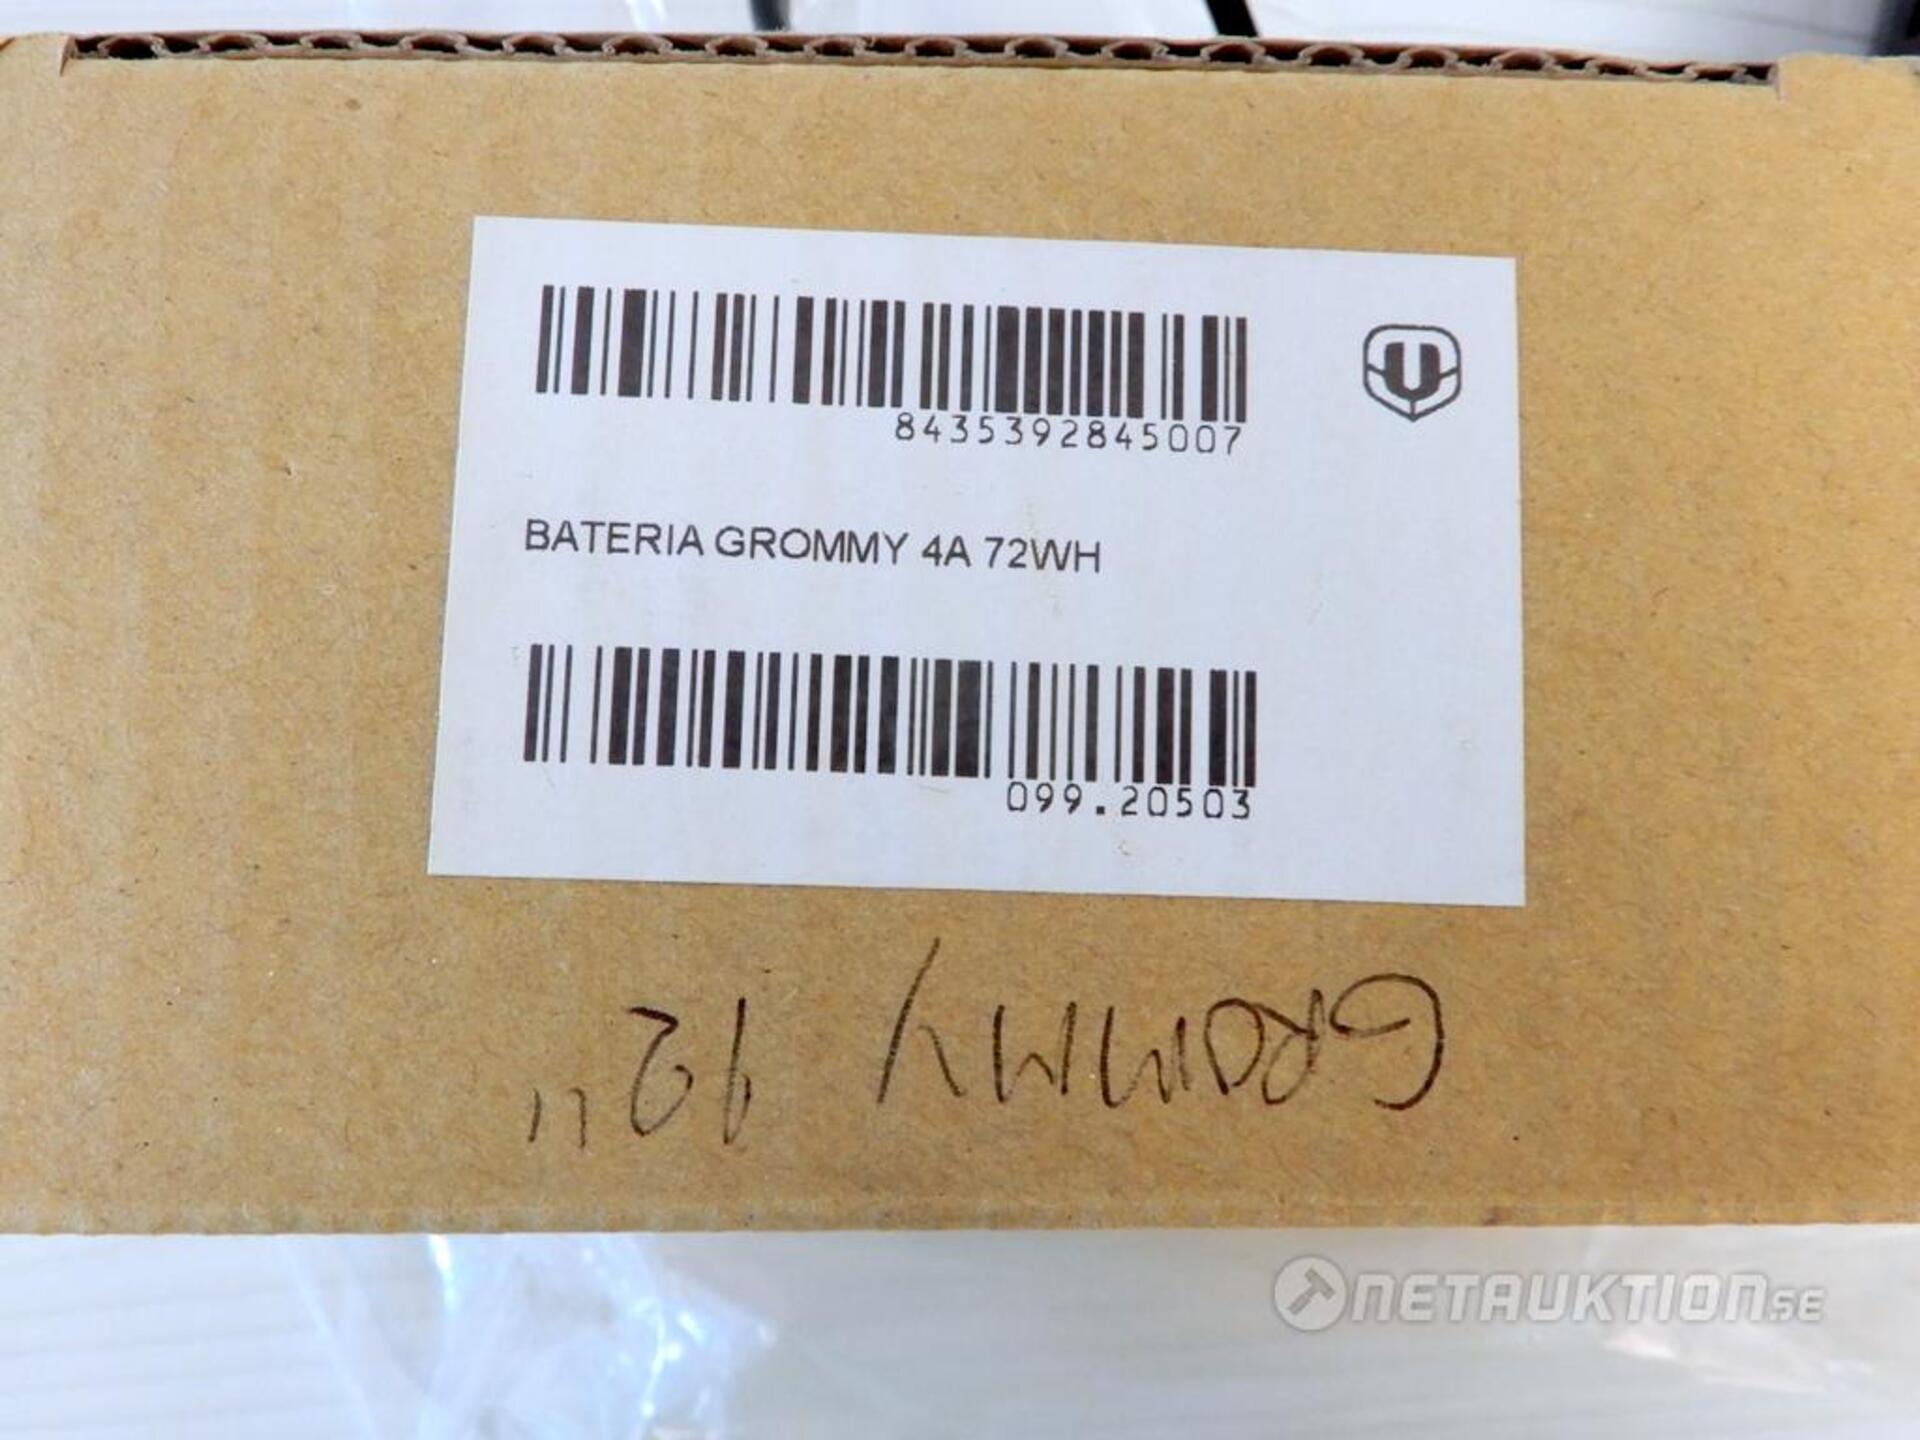 8435392845007
BATERIA GROMMY 4A 72WH
099.20503
GROMMY 12"
NETAUKTION.SE